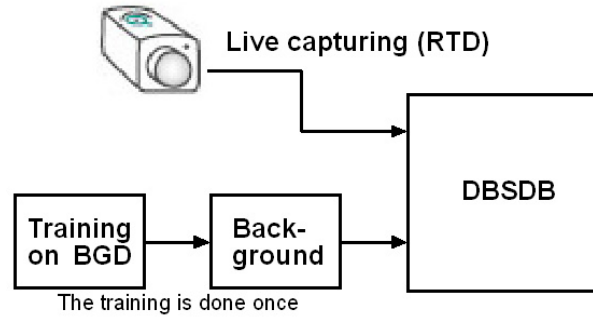 Live capturing (RTD)
DBSDB
Training
on BGD
Back-
ground
The training is done once